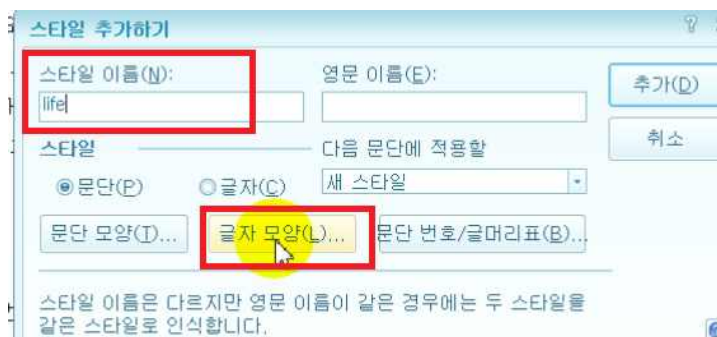 스타일 추가하기
스타일 이름(N): 영문 이름(E):
life
추가(D)
취소
스타일 다음 문단에 적용할
문단(P) 글자(C) 새 스타일
문단 모양(T)... 글자 모양(L)... 문단 번호/글머리표(B)...
스타일 이름은 다르지만 영문 이름이 같은 경우에는 두 스타일을
같은 스타일로 인식합니다.